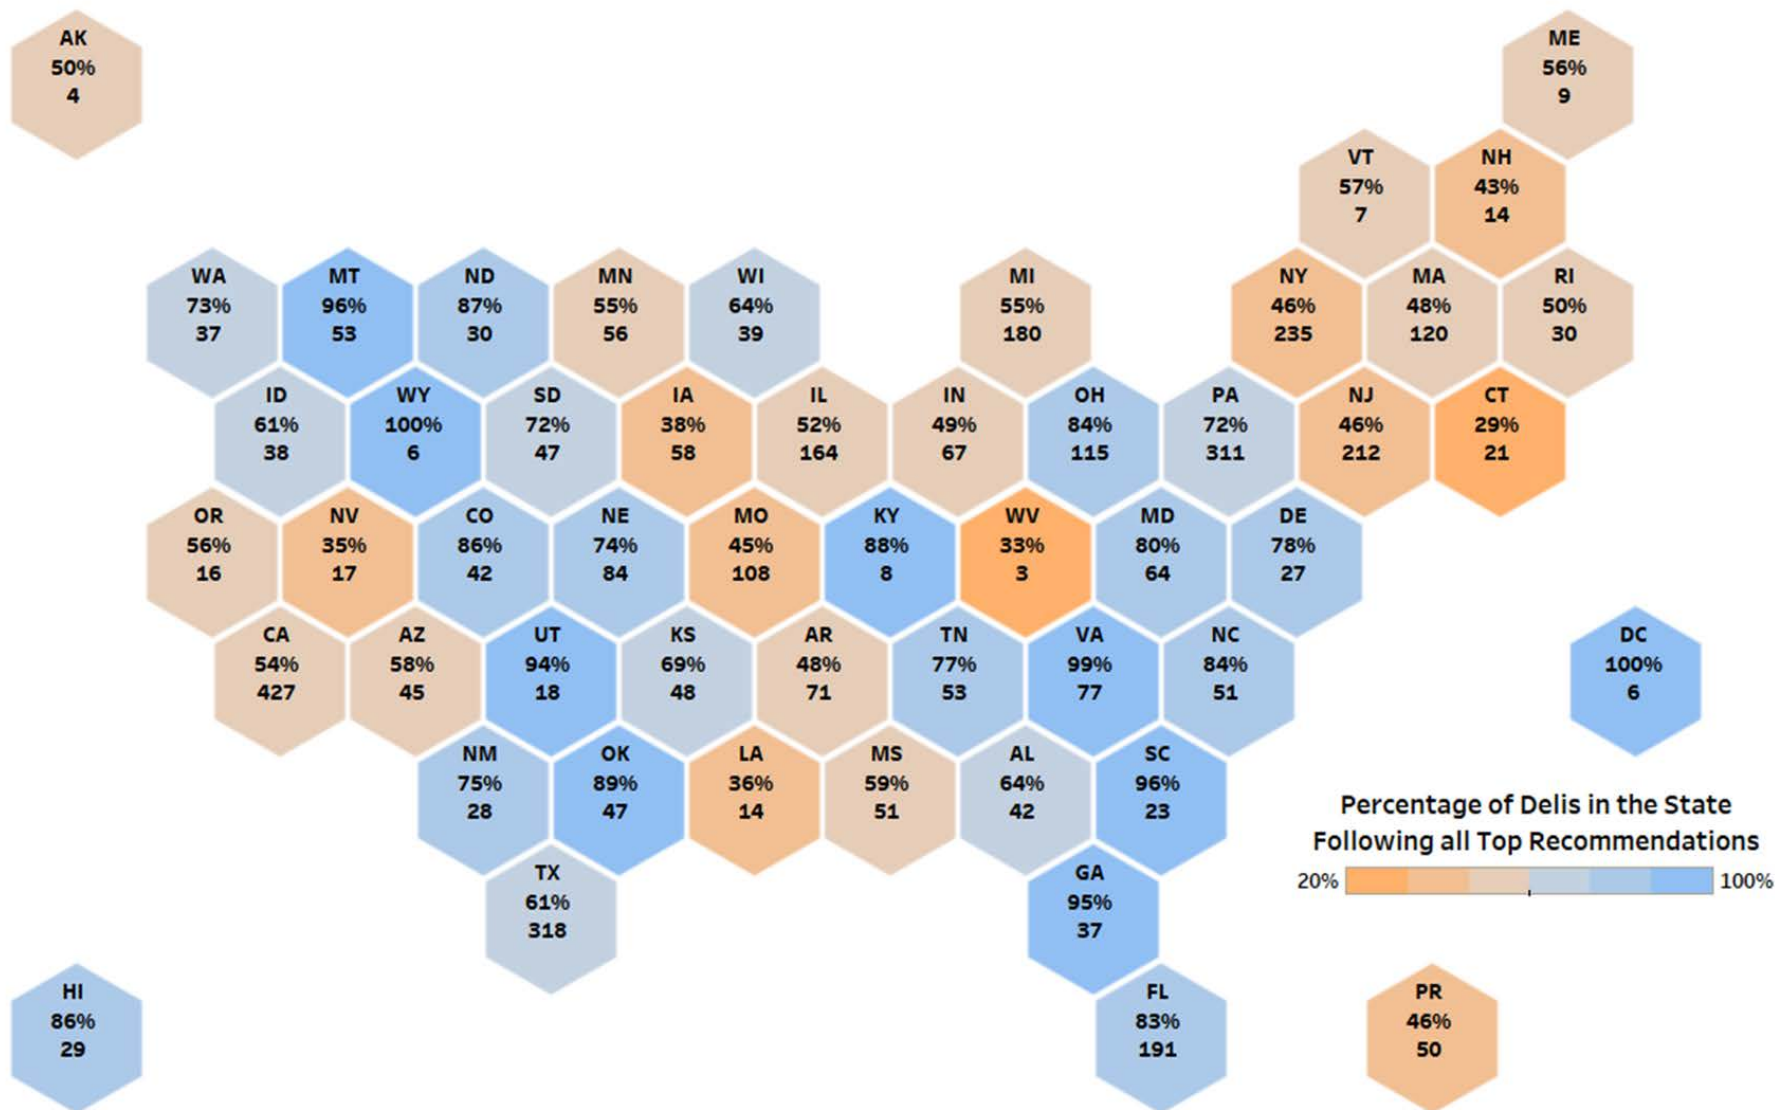 AK
50%
4
ME
56%
9
VT
57%
7
NH
43%
14
WA
73%
37
MT
96%
53
ND
87%
30
MN
55%
56
WI
64%
39
MI
55%
180
NY
46%
235
MA
48%
120
RI
50%
30
ID
61%
38
WY
100%
6
SD
72%
47
IA
38%
58
IL
52%
164
IN
49%
67
OH
84%
115
PA
72%
311
NJ
46%
212
CT
29%
21
OR
56%
16
NV
35%
17
CO
86%
42
NE
74%
84
MO
45%
108
KY
88%
8
WV
33%
3
MD
80%
64
DE
78%
27
CA
54%
427
AZ
58%
45
UT
94%
18
KS
69%
48
AR
48%
71
TN
77%
53
VA
99%
77
NC
84%
51
DC
100%
6
NM
75%
28
OK
89%
47
LA
36%
14
MS
59%
51
AL
64%
42
SC
96%
23
Percentage of Delis in the State
Following all Top Recommendations
20%
100%
TX
61%
318
GA
95%
37
HI
86%
29
FL
83%
191
PR
46%
50